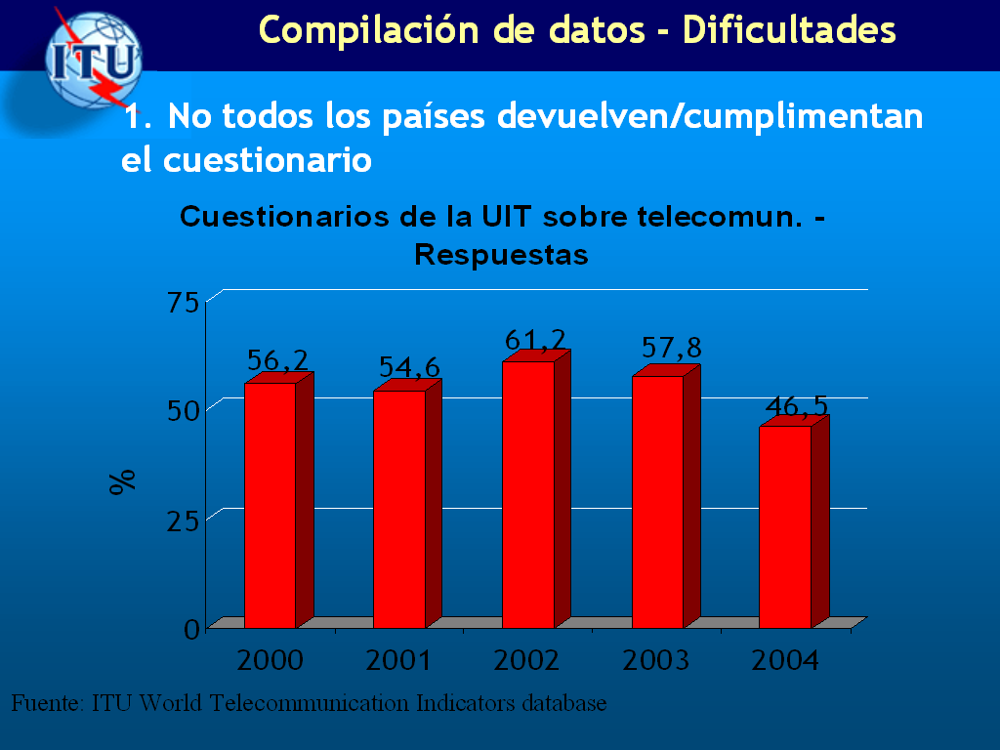 ITU
Compilación de datos - Dificultades
1. No todos los países devuelven/cumplimentan
el cuestionario
Cuestionarios de la UIT sobre telecomun. -
Respuestas
75
50
25
0
%
56,2
54,6
61,2
57,8
46,5
2000
2001
2002
2003
2004
Fuente: ITU World Telecommunication Indicators database